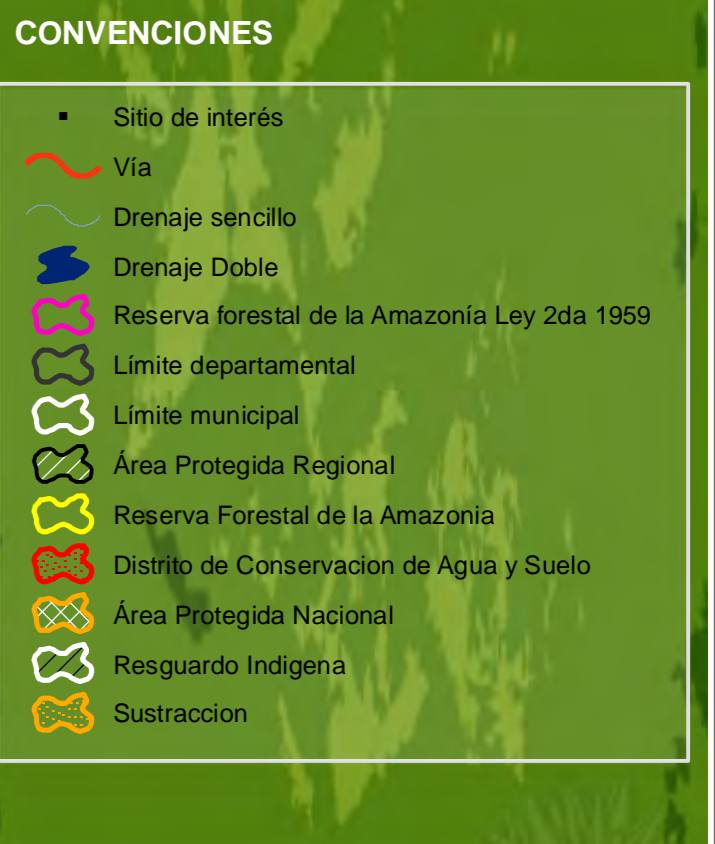 CONVENCIONES
Sitio de interés
Vía
Drenaje sencillo
Drenaje Doble
Reserva forestal de la Amazonía Ley 2da 1959
Límite departamental
Límite municipal
Área Protegida Regional
Reserva Forestal de la Amazonia
Distrito de Conservacion de Agua y Suelo
Área Protegida Nacional
Resguardo Indigena
Sustraccion